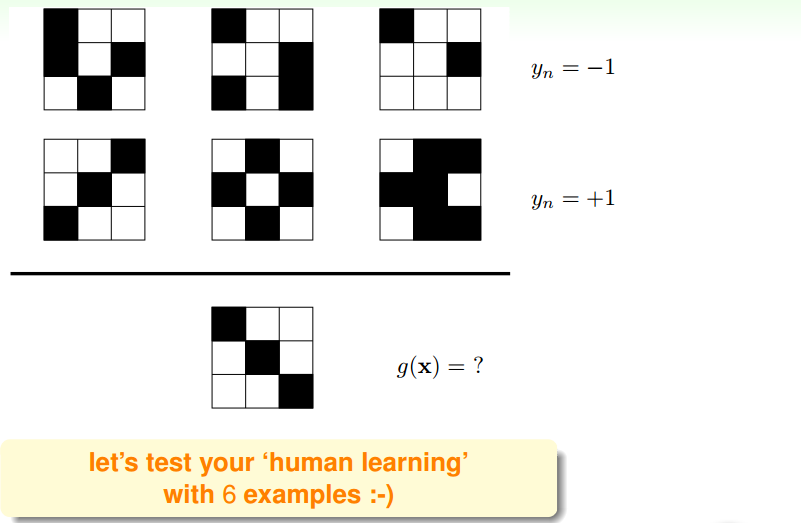 yₙ = −1
yₙ = +1
g(x) = ?
let’s test your ‘human learning’
with 6 examples :-)